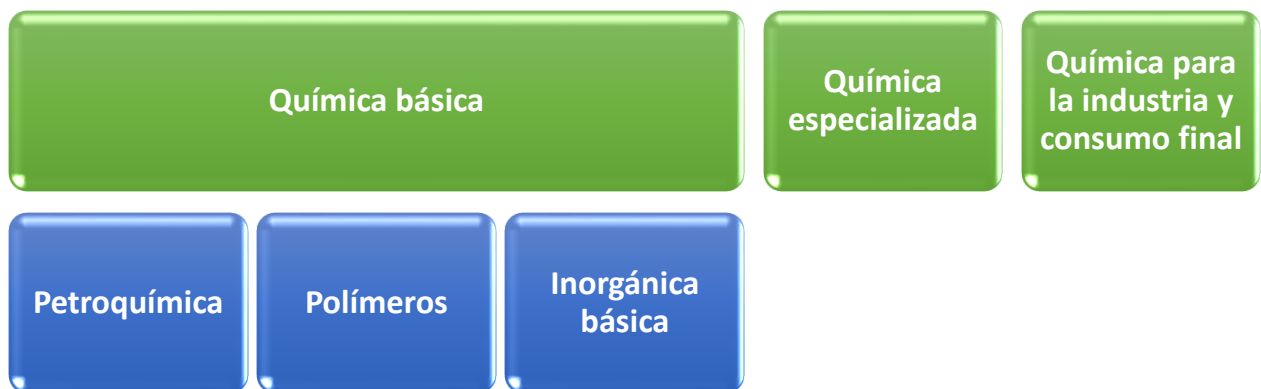 Química básica
Química
especializada
Química para
la industria y
consumo final
Petroquímica
Polímeros
Inorgánica
básica